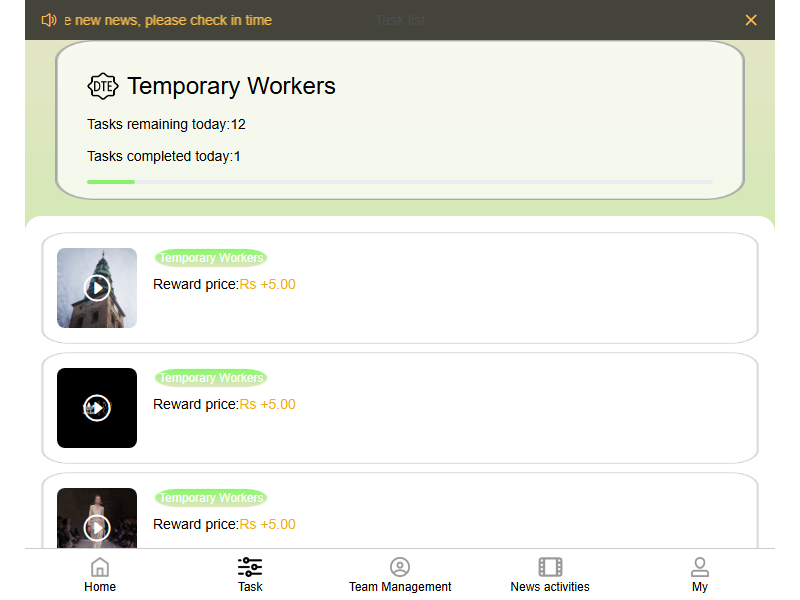 e new news, please check in time
Task list
DTE
Temporary Workers
Tasks remaining today:12
Tasks completed today:1
Temporary Workers
Reward price:Rs +5.00
Temporary Workers
Reward price:Rs +5.00
Temporary Workers
Reward price:Rs +5.00
Home
Task
Team Management
News activities
My